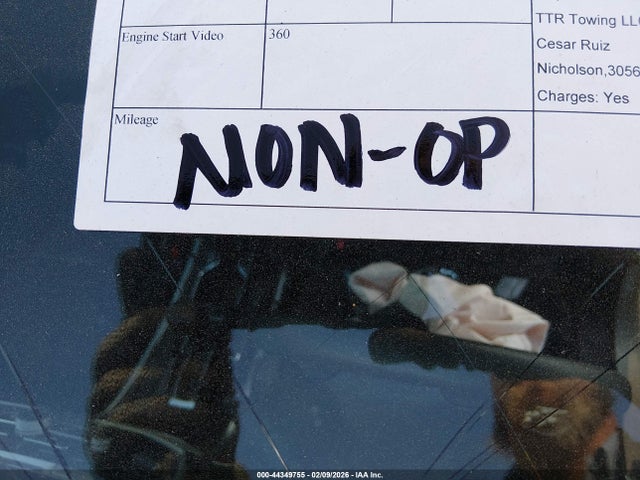 TTR Towing LLC
Engine Start Video 360
Cesar Ruiz
Nicholson,3056
Charges: Yes
Mileage
NON-OP
000-44349755 - 02/09/2026 - IAA Inc.